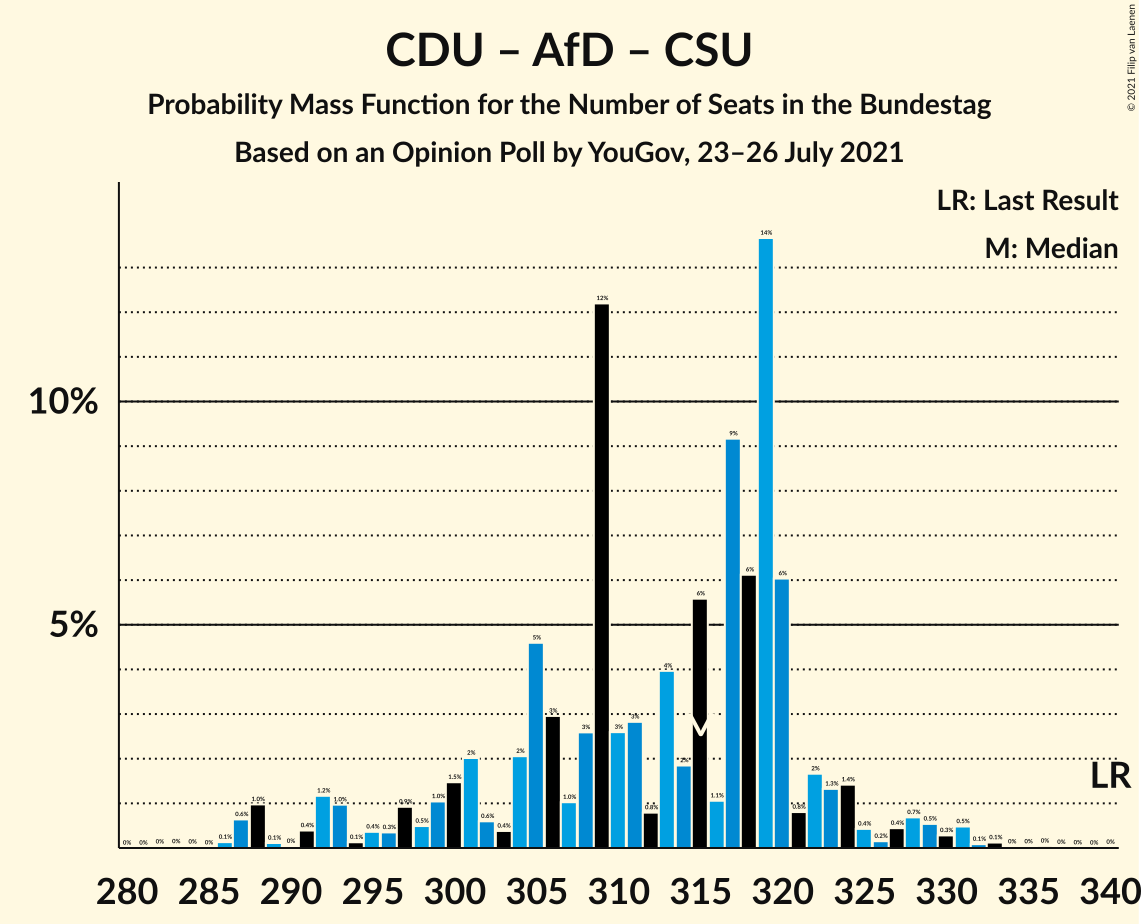 CDU – AfD – CSU
Probability Mass Function for the Number of Seats in the Bundestag
Based on an Opinion Poll by YouGov, 23–26 July 2021
© 2021 Filip van Laenen
LR: Last Result
M: Median
10%
5%
0% 0% 0% 0% 0% 0% 0.1% 0.6% 1.0% 0.1% 0% 0.4% 1.2% 1.0% 0.1% 0.4% 0.3% 0.9% 0.5% 1.0% 1.5% 2% 0.6% 0.4% 2% 5% 3% 1.0% 3% 12% 3% 3% 0.8% 4% 2% 6% 1.1% 9% 6% 14% 6% 0.8% 2% 1.3% 1.4% 0.4% 0.2% 0.4% 0.7% 0.5% 0.3% 0.5% 0.1% 0.1% 0% 0% 0% 0% 0% 0% 0%
M
LR
280 285 290 295 300 305 310 315 320 325 330 335 340